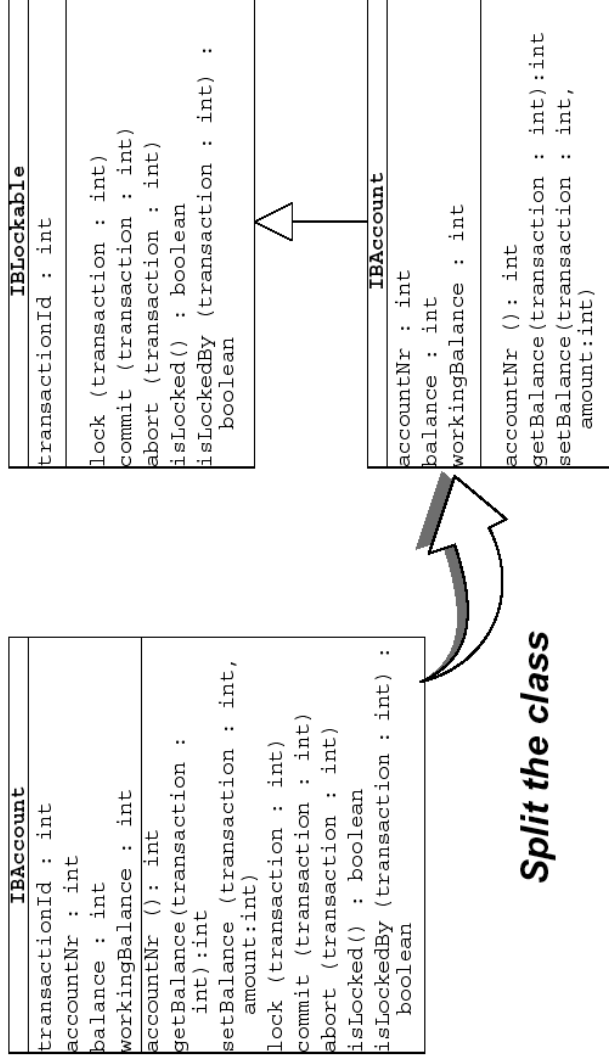 IBAccount
transactionId : int
accountNr : int
balance : int
workingBalance : int
accountNr (): int
getBalance(transaction :
int):int
setBalance (transaction : int,
amount:int)
lock (transaction : int)
commit (transaction : int)
abort (transaction : int)
isLocked() : boolean
isLockedBy (transaction : int) :
boolean
Split the class
IBLockable
transactionId : int
lock (transaction : int)
commit (transaction : int)
abort (transaction : int)
isLocked() : boolean
isLockedBy (transaction : int) :
boolean
IBAccount
accountNr : int
balance : int
workingBalance : int
accountNr (): int
getBalance(transaction : int):int
setBalance(transaction : int,
amount:int)